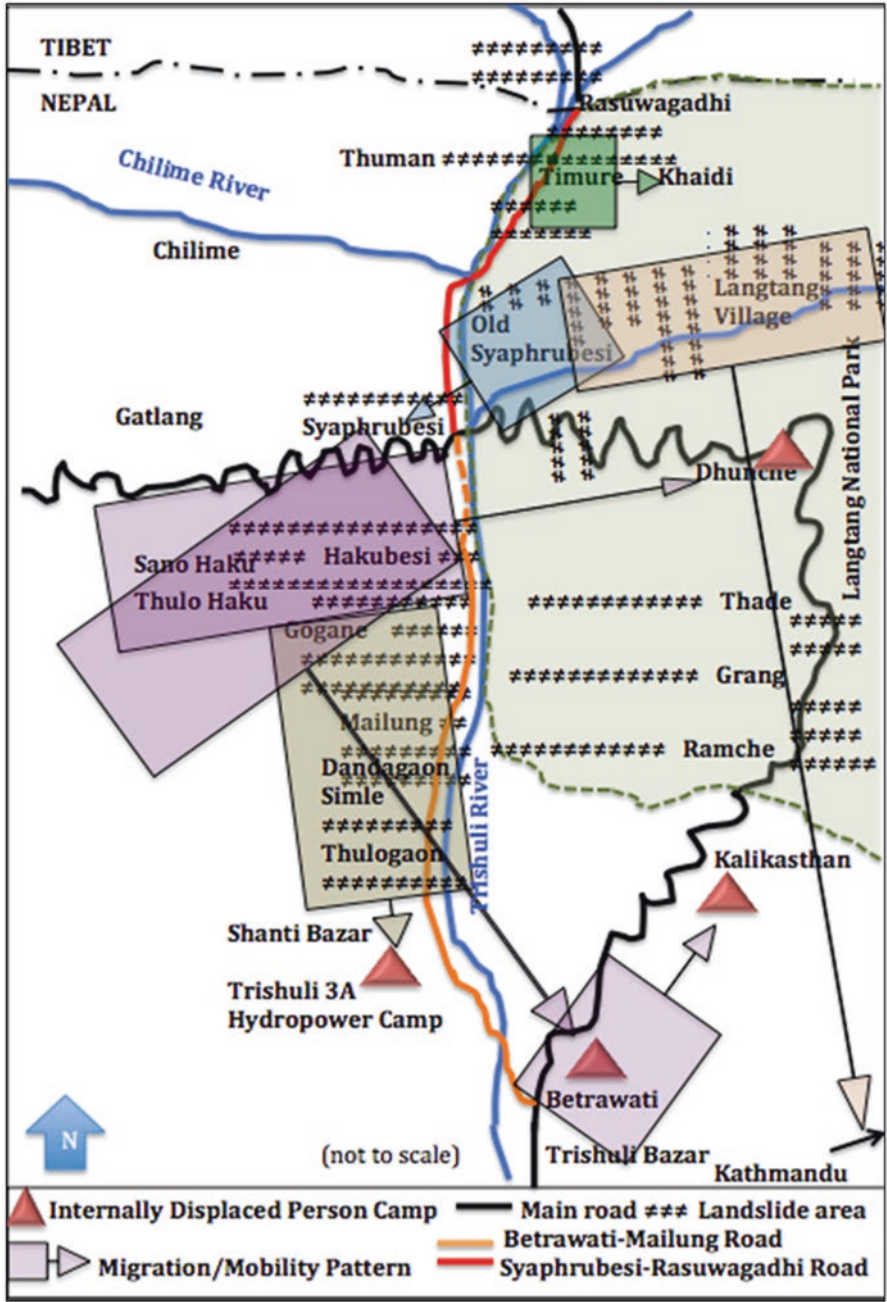 TIBET
NEPAL
Rasuwagadhi
Thuman
Timure
Khaidi
Chilime River
Chilime
Langtang
Village
Old
Syaphrubesi
Langtang National Park
Gatlang
Syaphrubesi
Dhunche
Sano Haku
Hakubesi
Thulo Haku
Thade
Gogane
Grang
Mailung
Ramche
Dandagaon
Simle
Trishuli River
Thulogaon
Kalikasthan
Shanti Bazar
Trishuli 3A
Hydropower Camp
Betrawati
N
(not to scale)
Trishuli Bazar
Kathmandu
Internally Displaced Person Camp
Main road ≠≠≠ Landslide area
Migration/Mobility Pattern
Betrawati-Mailung Road
Syaphrubesi-Rasuwagadhi Road